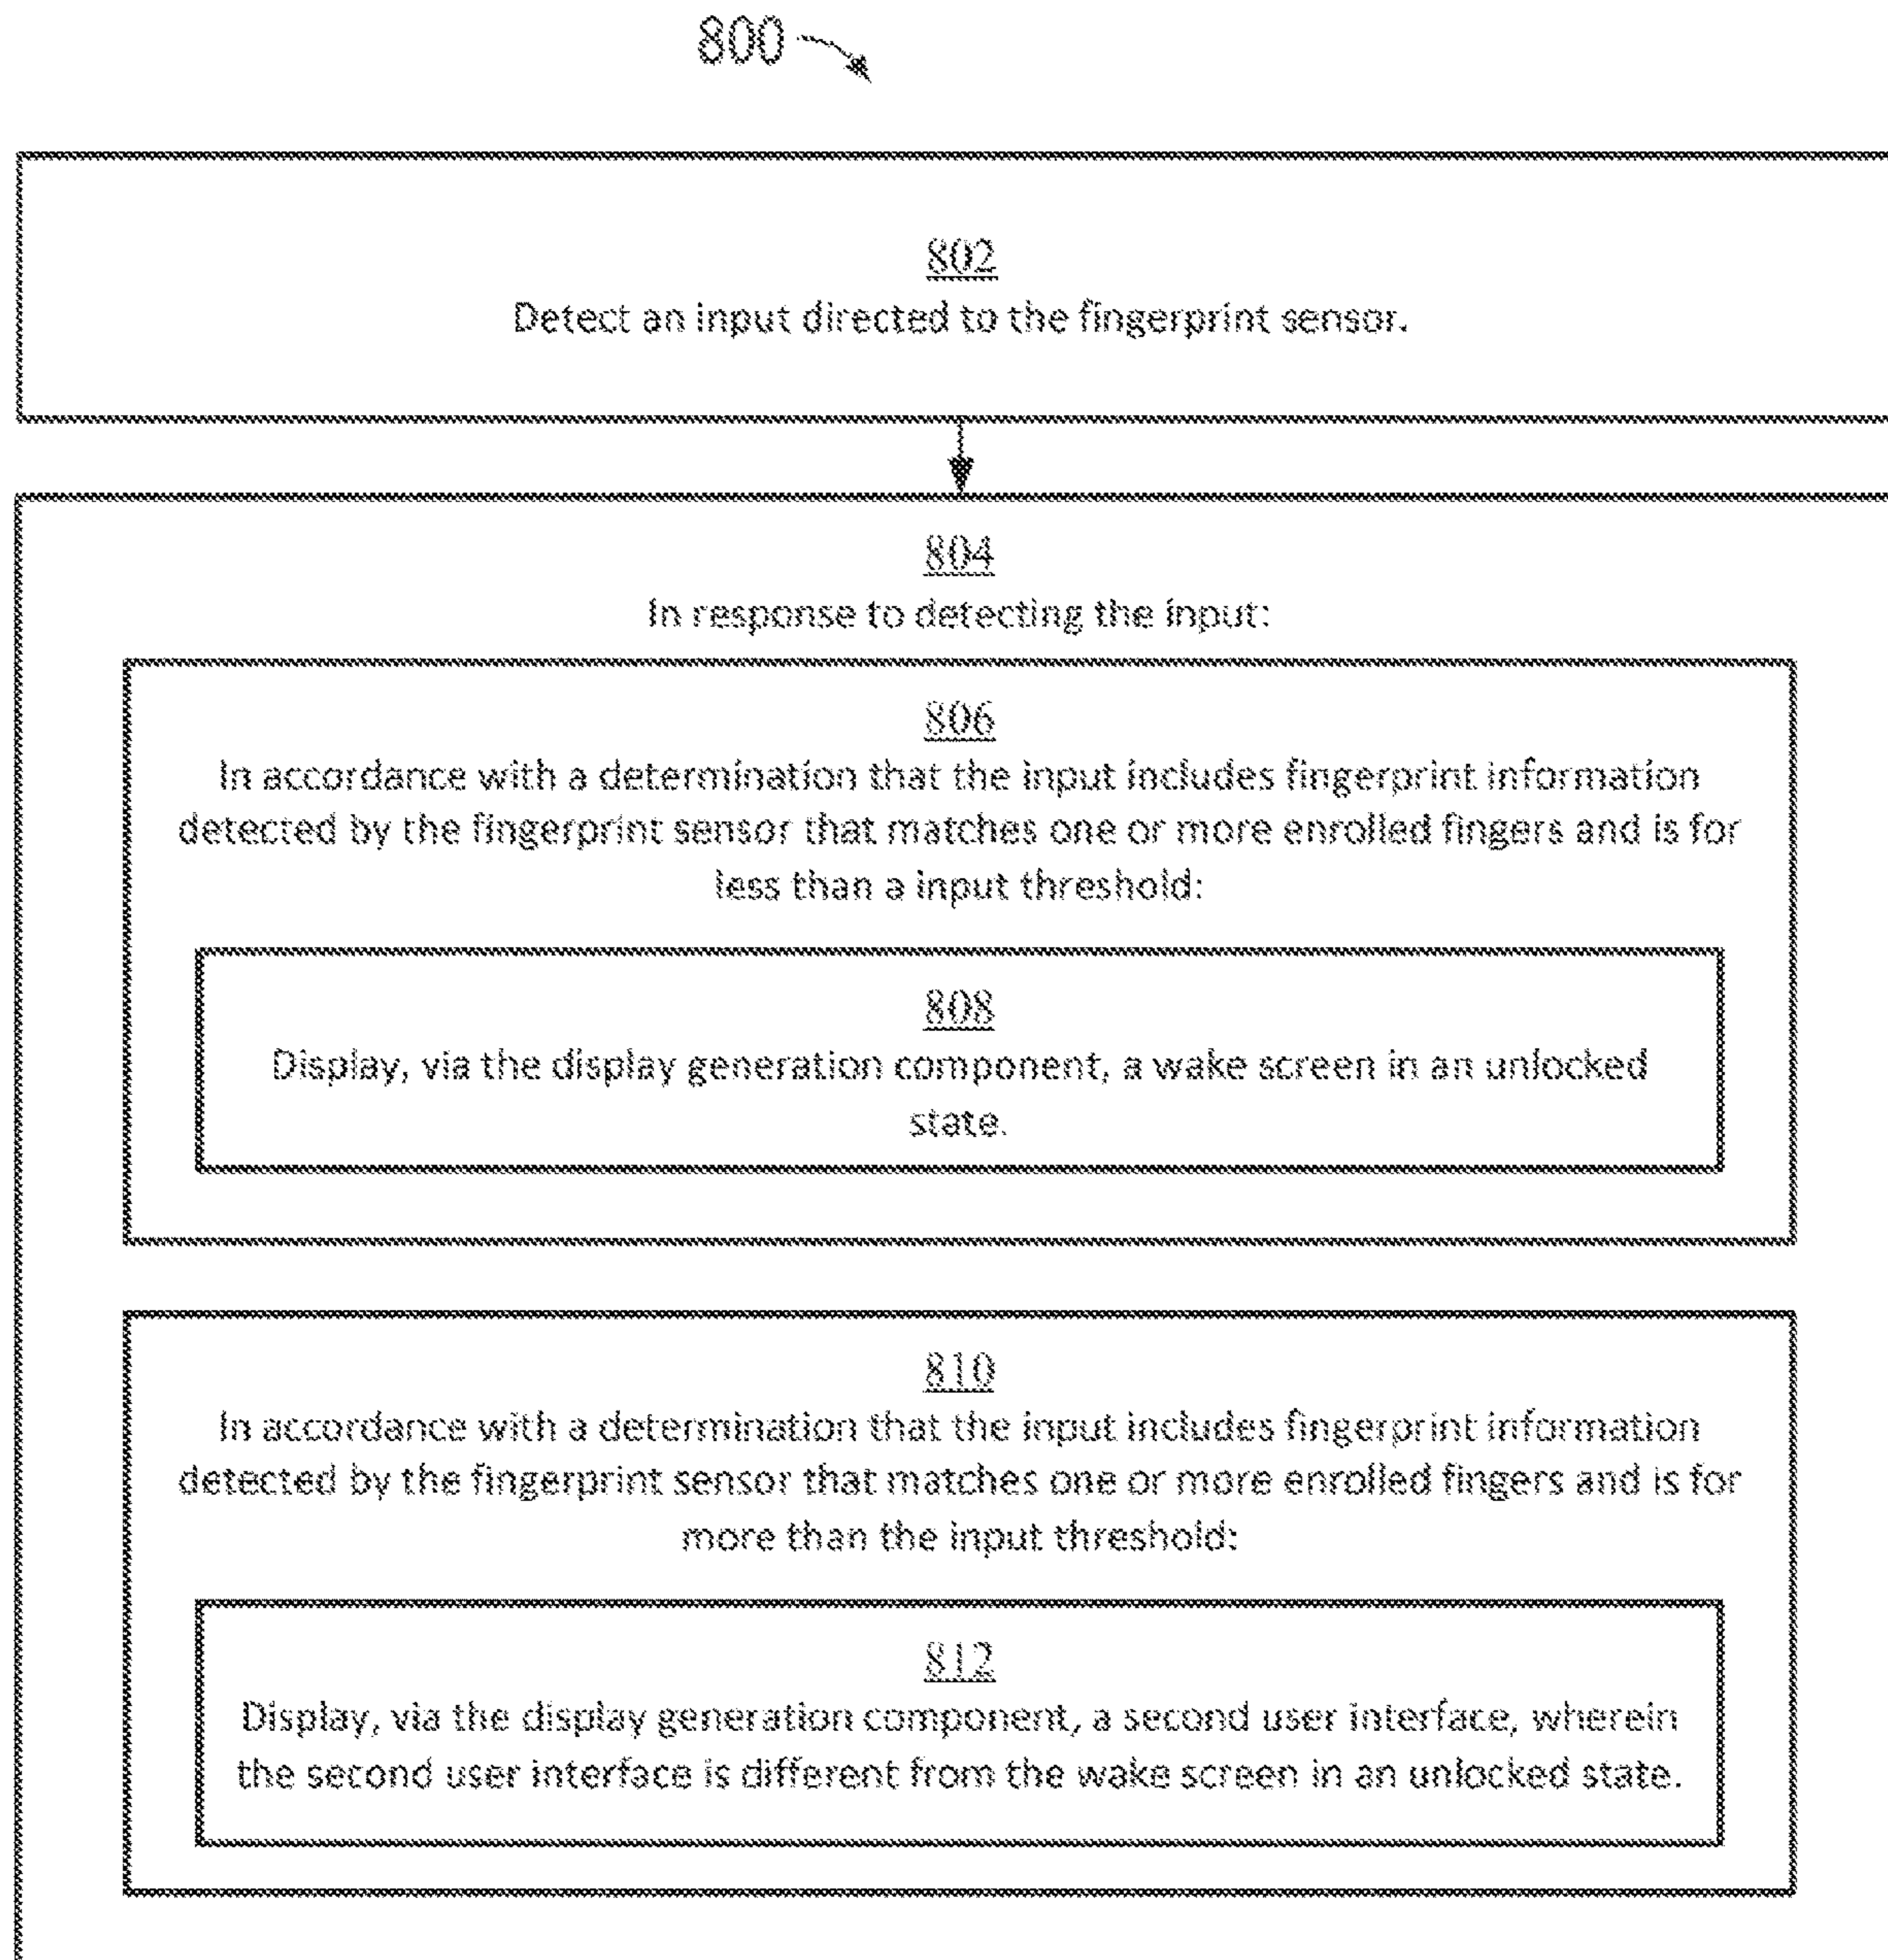 800
802
Detect an input directed to the fingerprint sensor.
804
In response to detecting the input:
806
In accordance with a determination that the input includes fingerprint information
detected by the fingerprint sensor that matches one or more enrolled fingers and is for
less than a input threshold:
808
Display, via the display generation component, a wake screen in an unlocked
state.
810
In accordance with a determination that the input includes fingerprint information
detected by the fingerprint sensor that matches one or more enrolled fingers and is for
more than the input threshold:
812
Display, via the display generation component, a second user interface, wherein
the second user interface is different from the wake screen in an unlocked state.